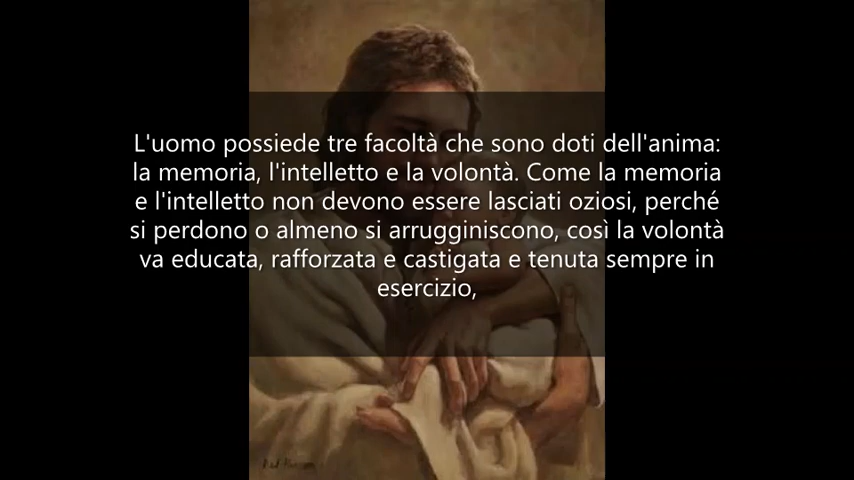 L'uomo possiede tre facoltà che sono doti dell'anima:
la memoria, l'intelletto e la volontà. Come la memoria
e l'intelletto non devono essere lasciati oziosi, perché
si perdono o almeno si arrugginiscono, così la volontà
va educata, rafforzata e castigata e tenuta sempre in
esercizio,